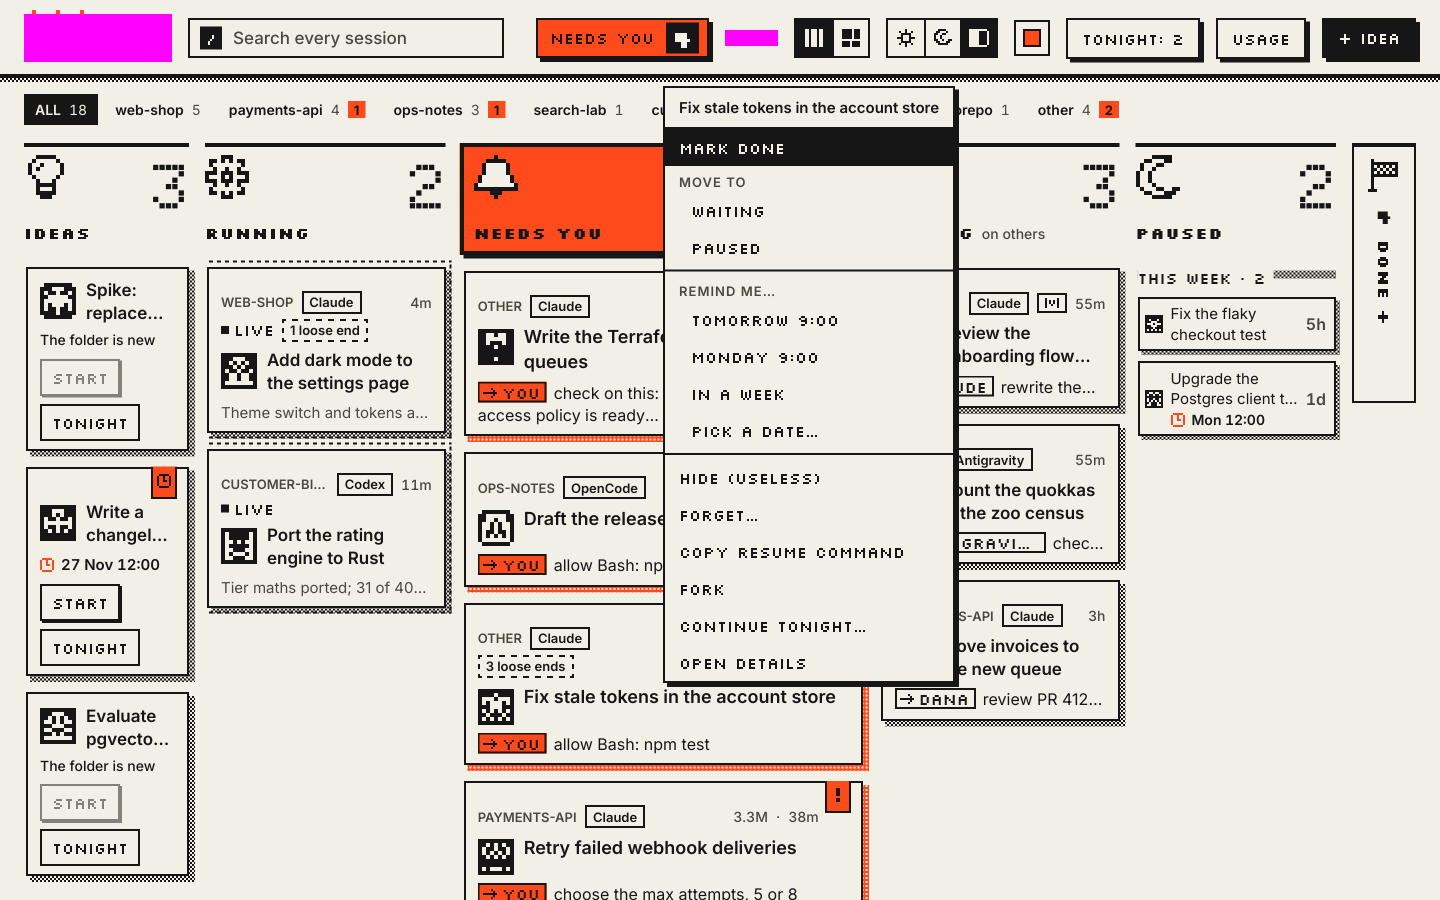 Search every session
NEEDS YOU
TONIGHT: 2
USAGE
+ IDEA
ALL 18
web-shop 5
payments-api 4 1
ops-notes 3 1
search-lab 1
repo 1
other 4 2
3
IDEAS
2
RUNNING
NEEDS YOU
3
on others
2
PAUSED
DONE
Spike:
replace...
The folder is new
START
TONIGHT
Write a
changel...
27 Nov 12:00
START
TONIGHT
Evaluate
pgvecto...
The folder is new
START
TONIGHT
WEB-SHOP Claude 4m
LIVE 1 loose end
Add dark mode to
the settings page
Theme switch and tokens a...
CUSTOMER-BI... Codex 11m
LIVE
Port the rating
engine to Rust
Tier maths ported; 31 of 40...
OTHER Claude
Write the
queues
→ YOU check on this:
access policy is ready...
OPS-NOTES OpenCode
Draft the release
→ YOU allow Bash:
OTHER Claude
3 loose ends
Fix stale tokens in the account store
→ YOU allow Bash: npm test
PAYMENTS-API Claude 3.3M · 38m
!
Retry failed webhook deliveries
→ YOU choose the max attempts, 5 or 8
Fix stale tokens in the account store
MARK DONE
MOVE TO
WAITING
PAUSED
REMIND ME...
TOMORROW 9:00
MONDAY 9:00
IN A WEEK
PICK A DATE...
HIDE (USELESS)
FORGET...
COPY RESUME COMMAND
FORK
CONTINUE TONIGHT...
OPEN DETAILS
Claude 55m
the
flow...
rewrite the...
Antigravity 55m
the quokkas
the zoo census
chec...
Claude 3h
invoices to
new queue
→ DANA review PR 412...
THIS WEEK · 2
Fix the flaky
checkout test
5h
Upgrade the
Postgres client t...
1d
Mon 12:00